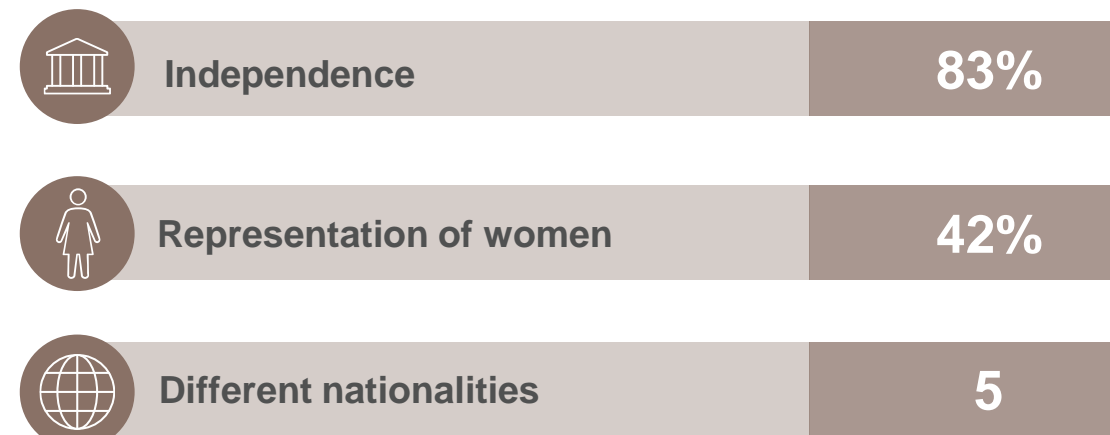 Independence 83%
Representation of women 42%
Different nationalities 5